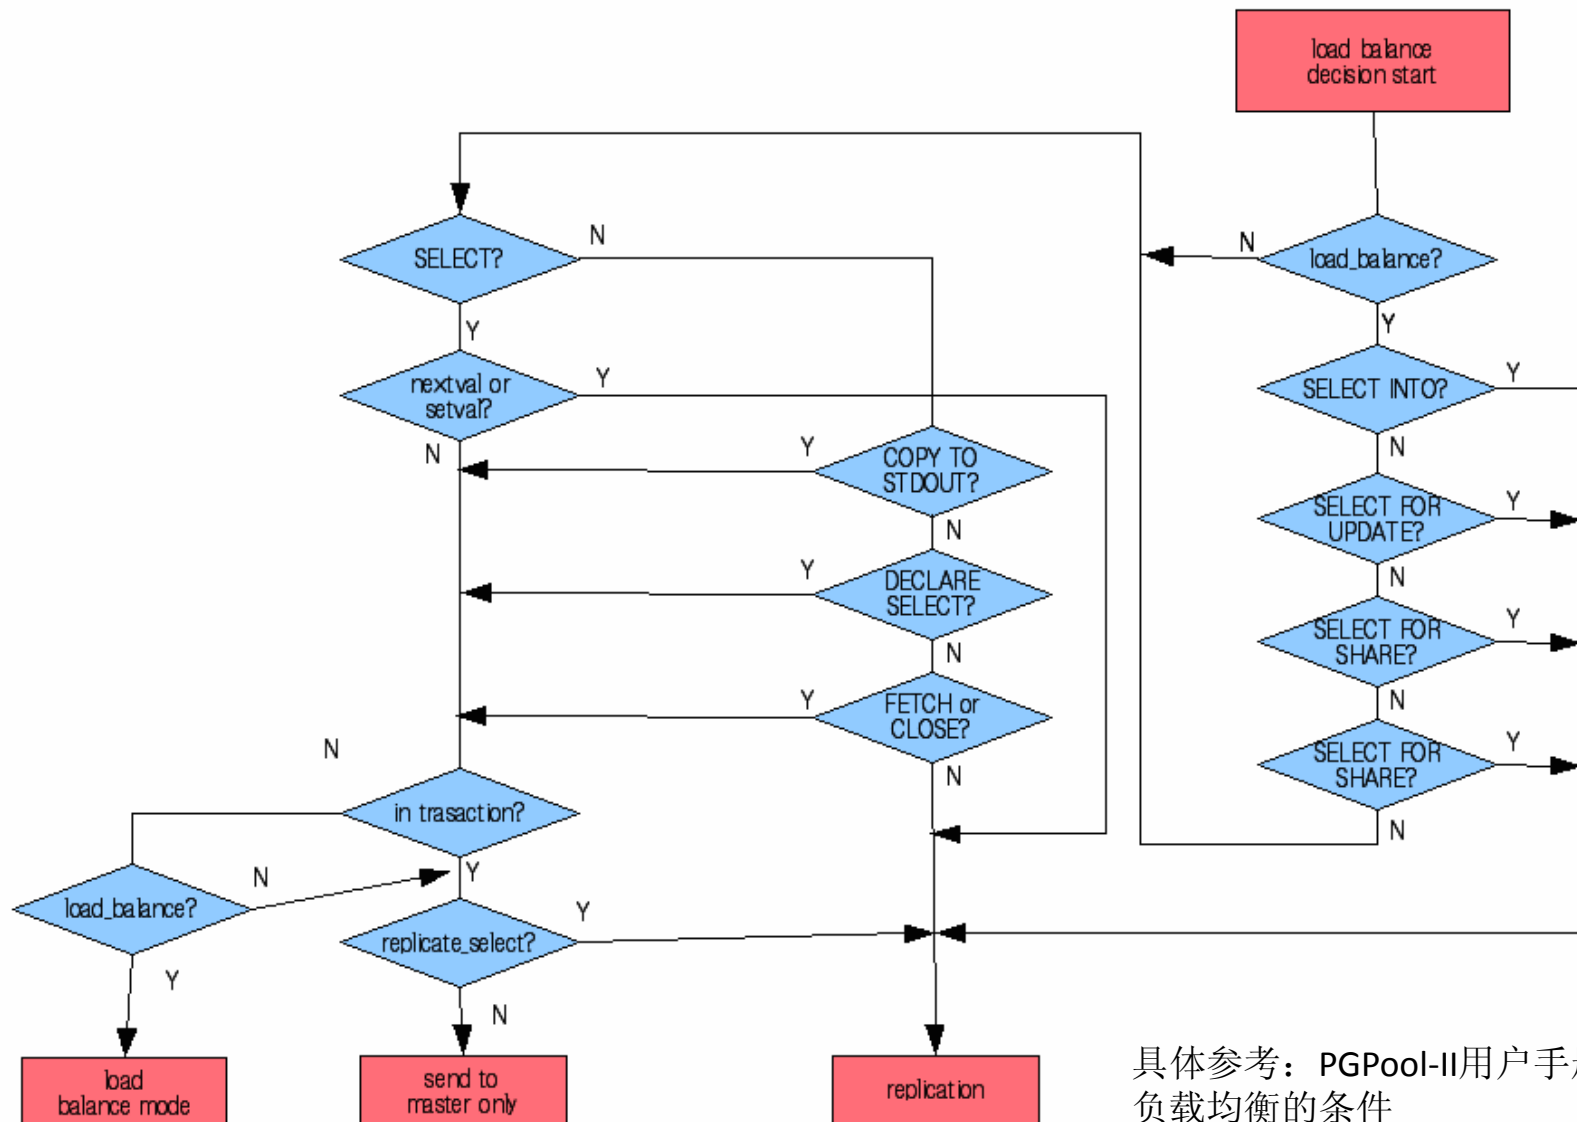 load balance
decision start
N
SELECT?
N
load_balance?
Y
Y
nextval or
setval?
Y
SELECT INTO?
Y
N
Y
COPY TO
STDOUT?
N
SELECT FOR
UPDATE?
Y
N
Y
DECLARE
SELECT?
N
SELECT FOR
SHARE?
Y
N
Y
FETCH or
CLOSE?
N
SELECT FOR
SHARE?
Y
N
N
in trasaction?
N
Y
load_balance?
Y
replicate_select?
Y
N
load
balance mode
send to
master only
replication
具体参考：PGPool-II用户手
负载均衡的条件